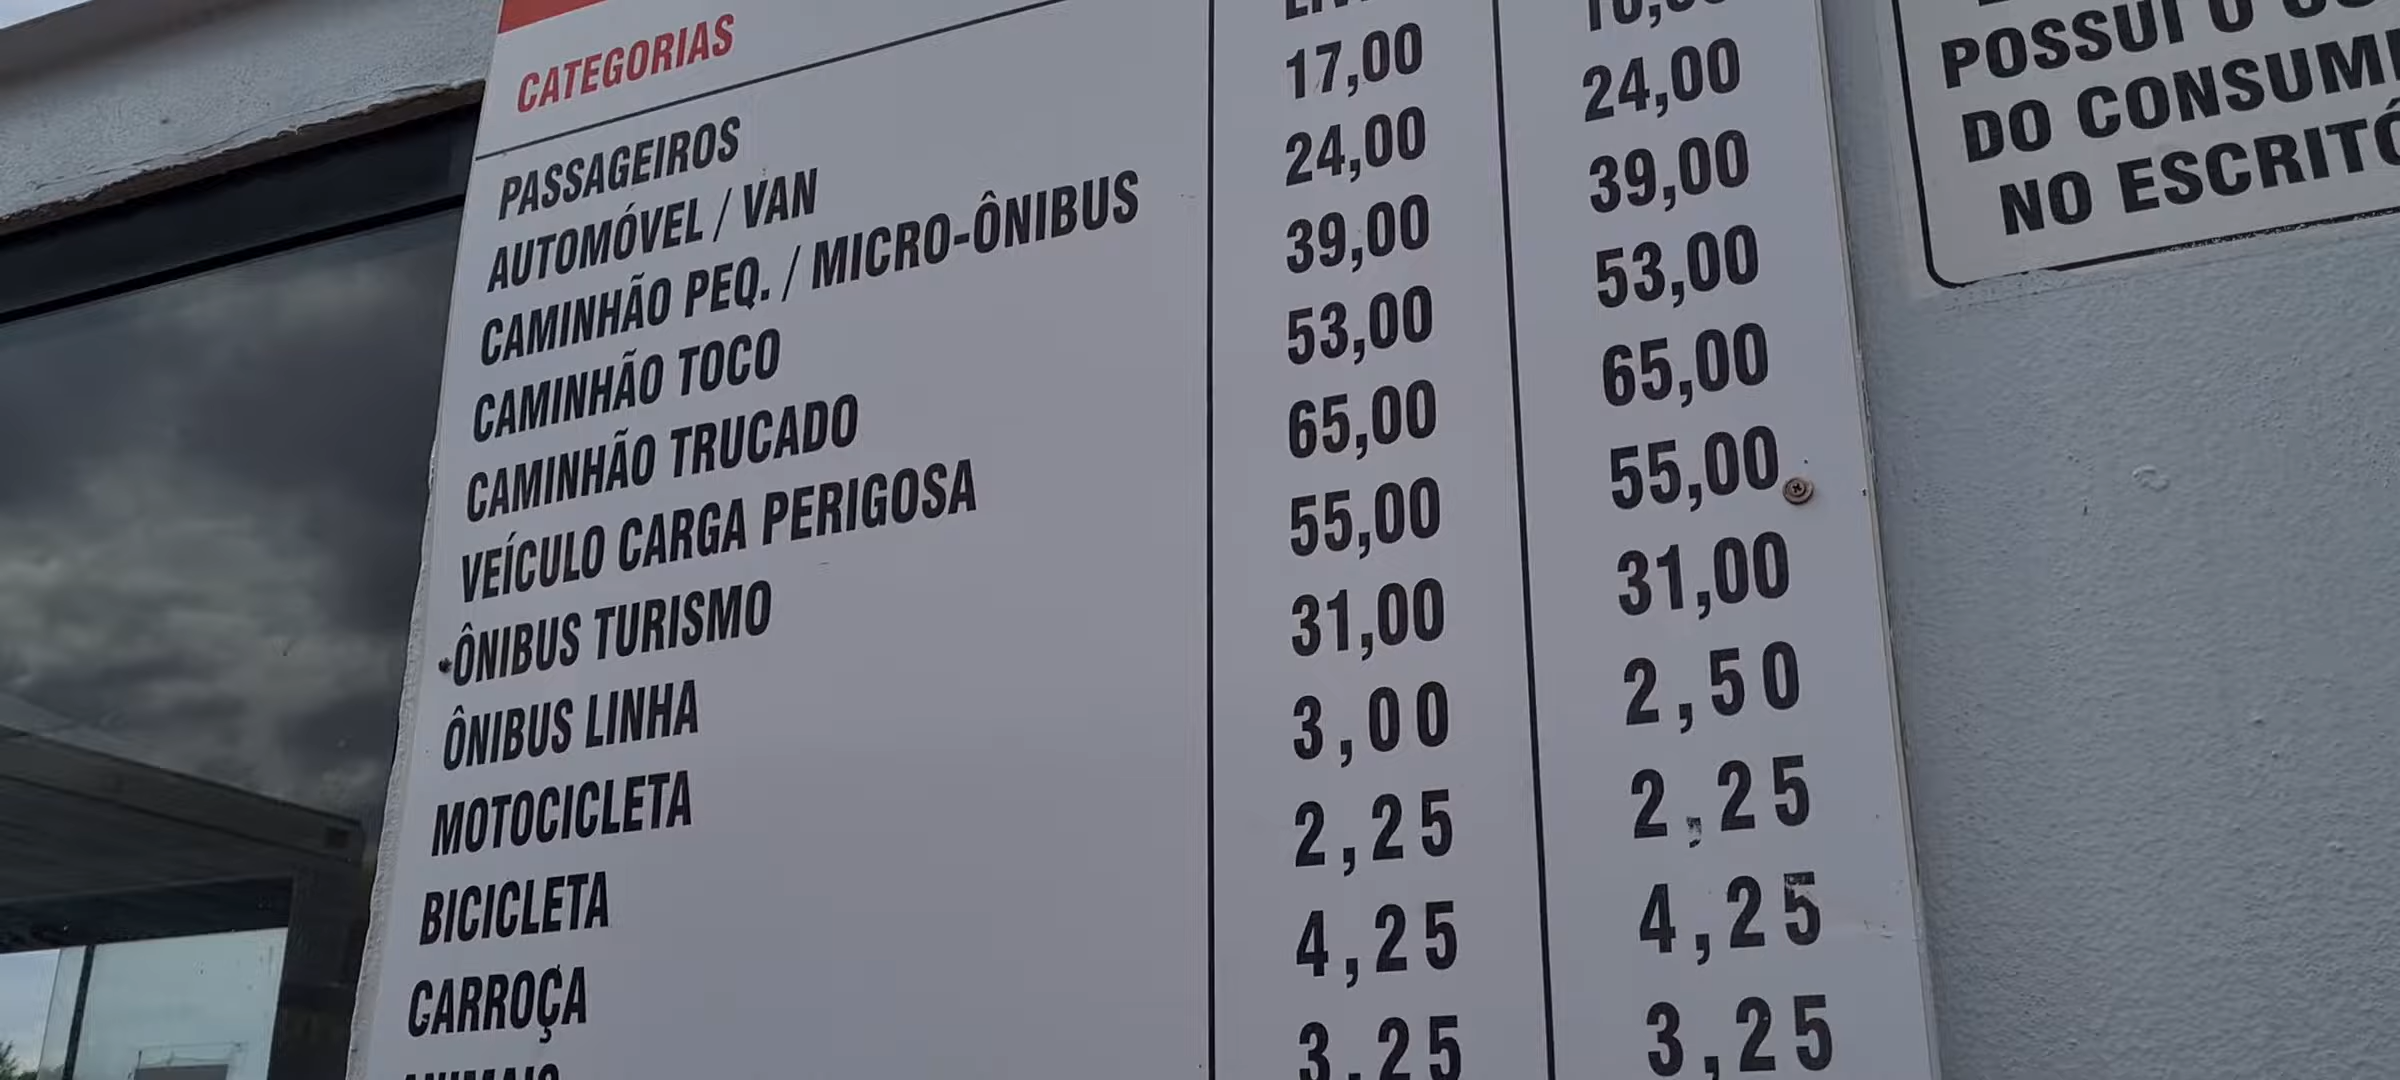 CATEGORIAS
PASSAGEIROS
AUTOMÓVEL / VAN 17,00
CAMINHÃO PEQ. / MICRO-ÔNIBUS 24,00 24,00
CAMINHÃO TOCO 39,00 39,00
CAMINHÃO TRUCADO 53,00 53,00
VEÍCULO CARGA PERIGOSA 65,00 65,00
ÔNIBUS TURISMO 55,00 55,00
ÔNIBUS LINHA 31,00 31,00
MOTOCICLETA 3,00 2,50
BICICLETA 2,25 2,25
CARROÇA 4,25 4,25
ANIMAIS 3,25 3,25
POSSUI O
DO
NO